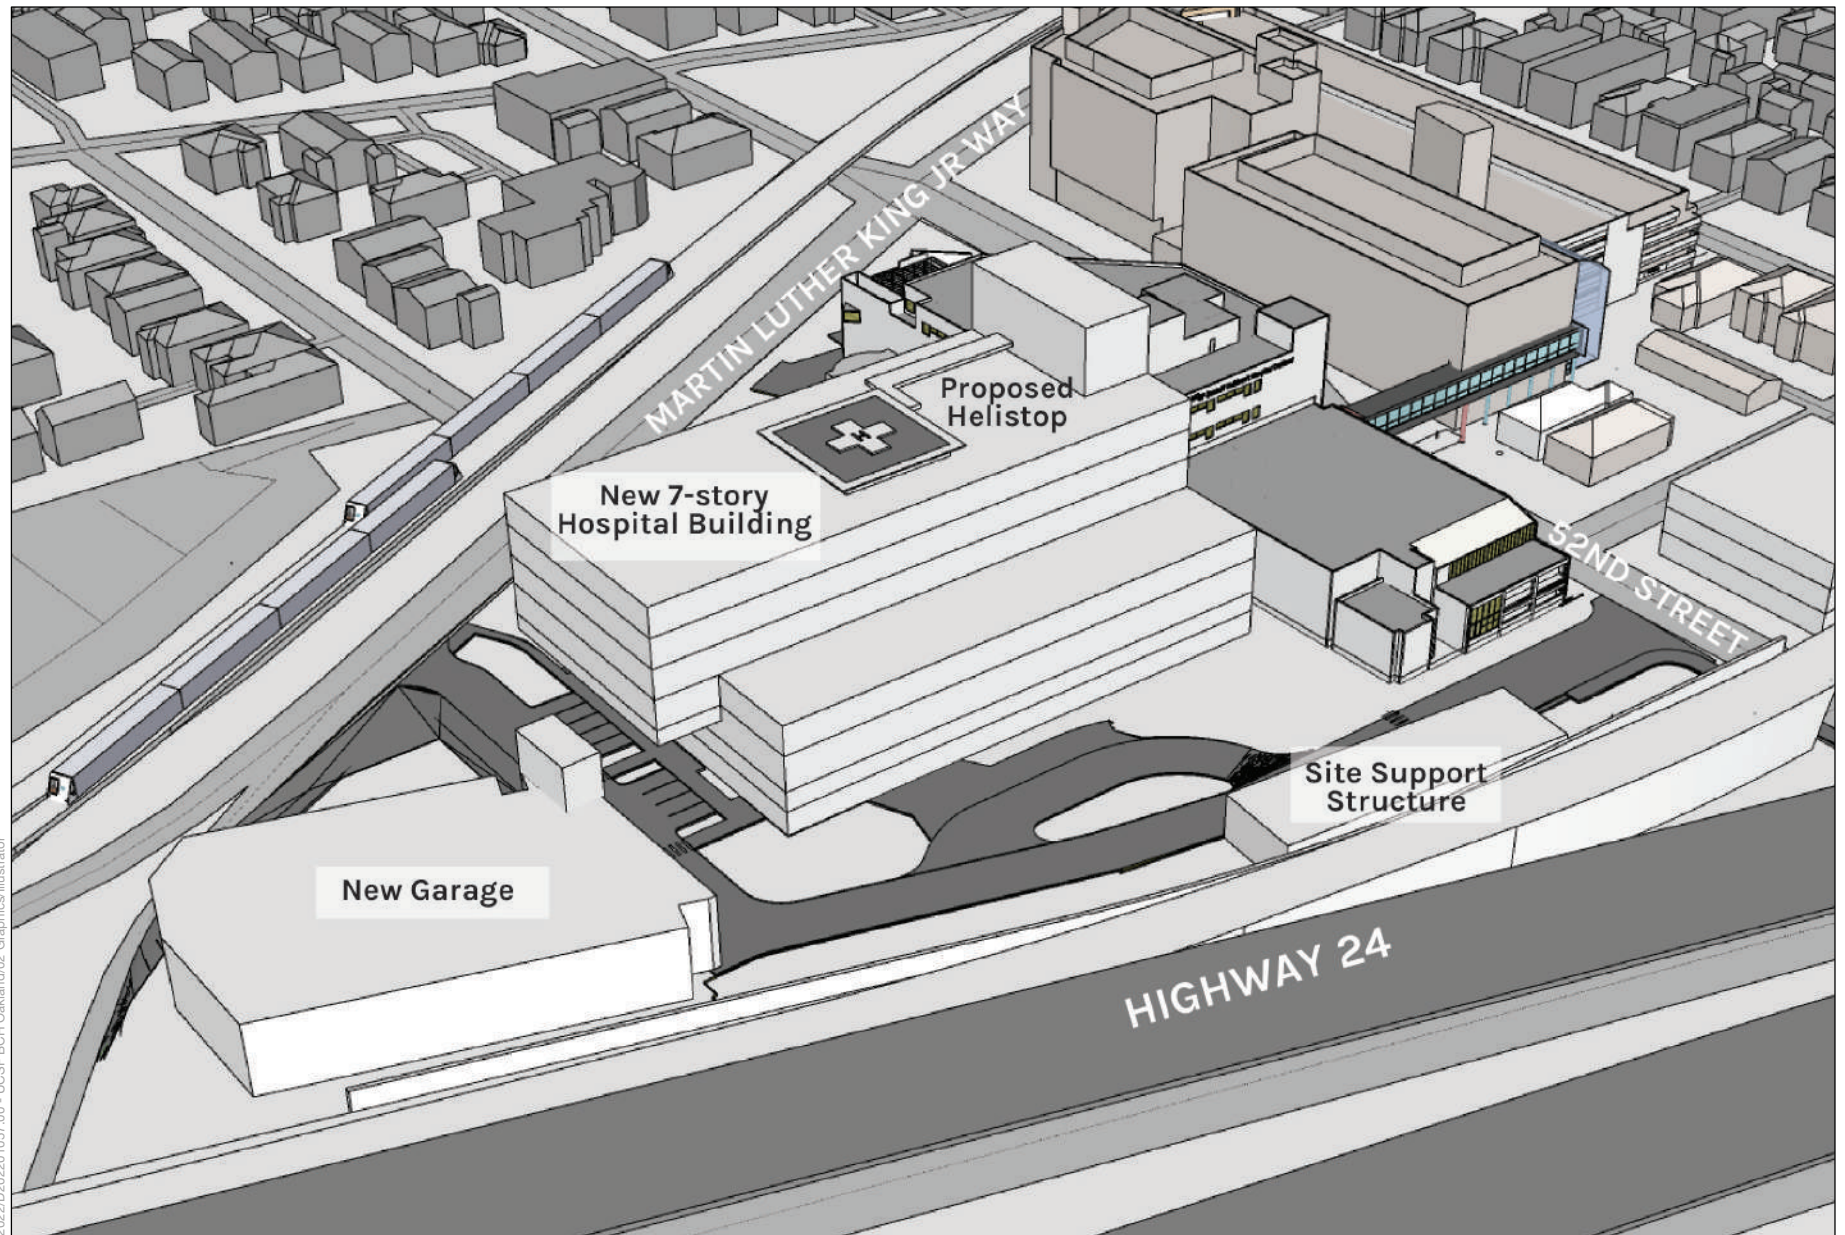 MARTIN LUTHER KING JR WAY
Proposed
Helistop
H
New 7-story
Hospital Building
52ND STREET
Site Support
Structure
New Garage
HIGHWAY 24